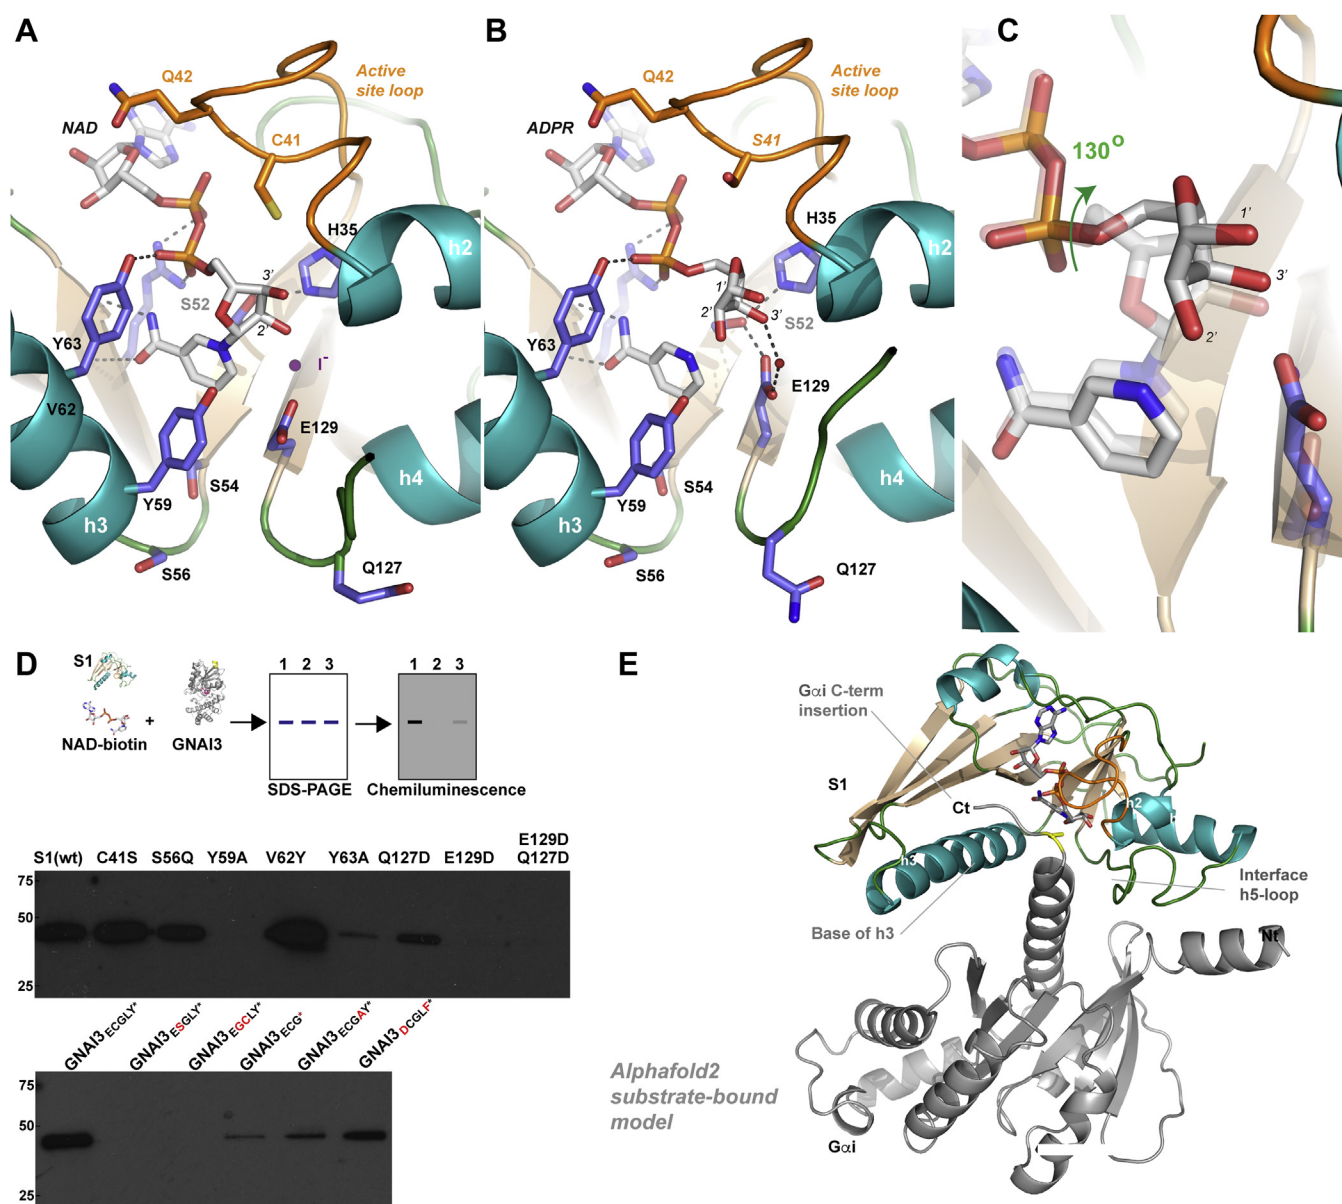 A
Q42
Active
site loop
NAD
C41
H35
h2
3'
S52
2'
Y63
I-
V62
E129
h4
S54
Y59
h3
S56
Q127
B
Q42
Active
site loop
ADPR
S41
H35
h2
1'
2'
3'
S52
Y63
E129
h4
S54
Y59
h3
S56
Q127
C
130o
1'
3'
2'
D
S1
+
NAD-biotin
GNAI3
1 2 3
SDS-PAGE
1 2 3
Chemiluminescence
S1(wt) C41S S56Q Y59A V62Y Y63A Q127D E129D E129D Q127D
75
50
25
GNAI3ECGLY*
GNAI3ESGLY*
GNAI3EGCLY*
GNAI3ECG*
GNAI3ECGAY*
GNAI3DCGLF*
75
50
25
E
Gαi C-term
insertion
S1
Ct
h2
h3
Interface
h5-loop
Base of h3
Nt
Alphafold2
substrate-bound
model
Gαi